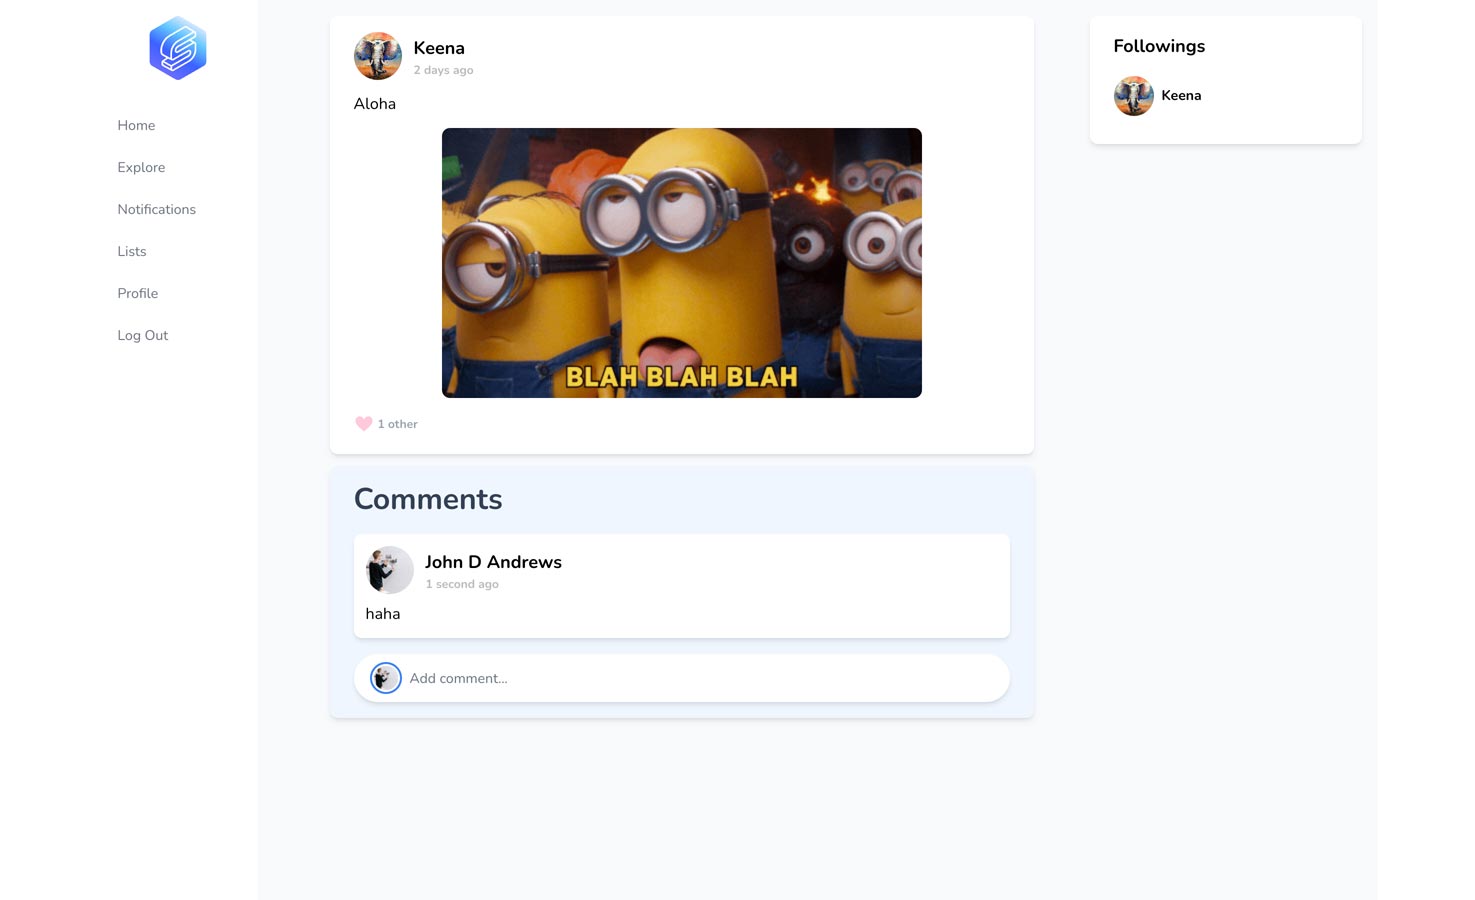 Home
Explore
Notifications
Lists
Profile
Log Out
Keena
2 days ago
Aloha
BLAH BLAH BLAH
1 other
Comments
John D Andrews
1 second ago
haha
Add comment...
Followings
Keena